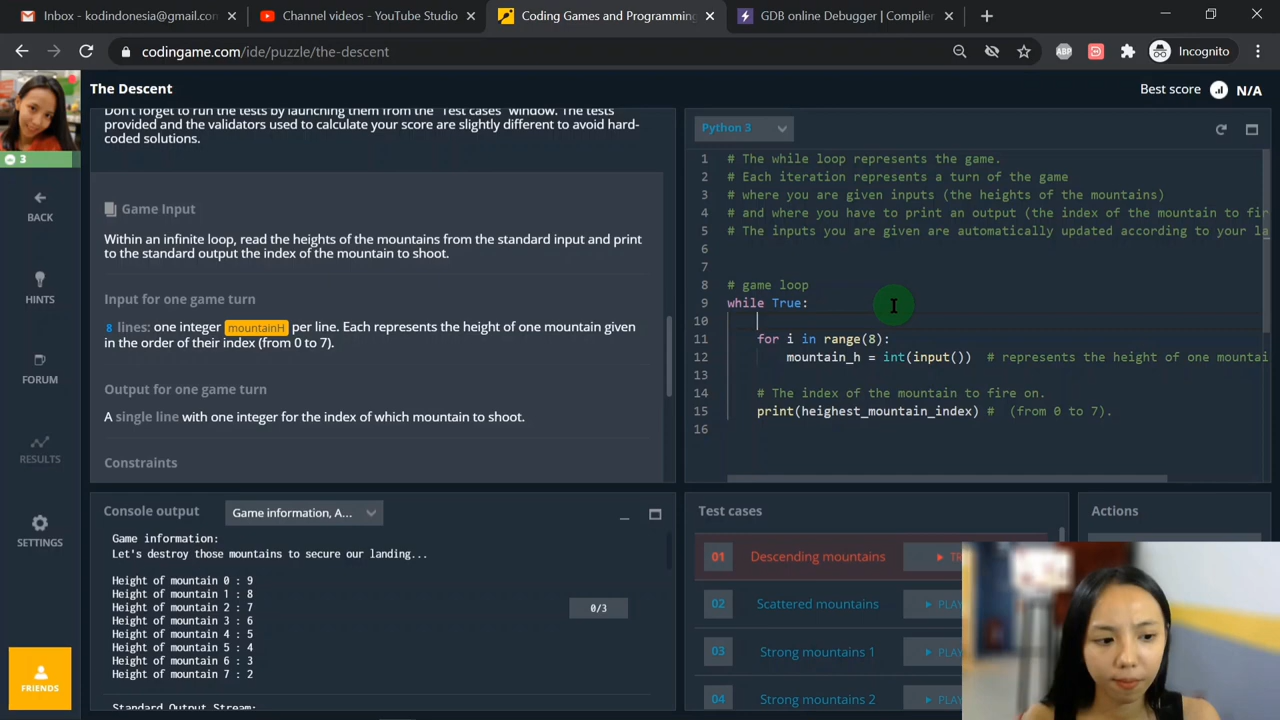 Inbox - kodindonesia@gmail.co
Channel videos - YouTube Studio
Coding Games and Programming
GDB online Debugger | Compiler
codingame.com/ide/puzzle/the-descent
ABP
Incognito
The Descent
Best score
N/A
3
Don't forget to run the tests by launching them from the "Test cases" window. The tests
provided and the validators used to calculate your score are slightly different to avoid hard-
coded solutions.
Game Input
Within an infinite loop, read the heights of the mountains from the standard input and print
to the standard output the index of the mountain to shoot.
Input for one game turn
8 lines: one integer mountainH per line. Each represents the height of one mountain given
in the order of their index (from 0 to 7).
Output for one game turn
A single line with one integer for the index of which mountain to shoot.
Constraints
BACK
HINTS
FORUM
RESULTS
SETTINGS
FRIENDS
Python 3
1 # The while loop represents the game.
2 # Each iteration represents a turn of the game
3 # where you are given inputs (the heights of the mountains)
4 # and where you have to print an output (the index of the mountain to fir
5 # The inputs you are given are automatically updated according to your la
6
7
8 # game loop
9 while True:
10
11 for i in range(8):
12 mountain_h = int(input()) # represents the height of one mountai
13
14 # The index of the mountain to fire on.
15 print(heighest_mountain_index) # (from 0 to 7).
16
Console output
Game information, A...
Game information:
Let's destroy those mountains to secure our landing...
Height of mountain 0 : 9
Height of mountain 1 : 8
Height of mountain 2 : 7
Height of mountain 3 : 6
Height of mountain 4 : 5
Height of mountain 5 : 4
Height of mountain 6 : 3
Height of mountain 7 : 2
Standard Output Stream:
0/3
Test cases
01 Descending mountains
02 Scattered mountains
03 Strong mountains 1
04 Strong mountains 2
Actions